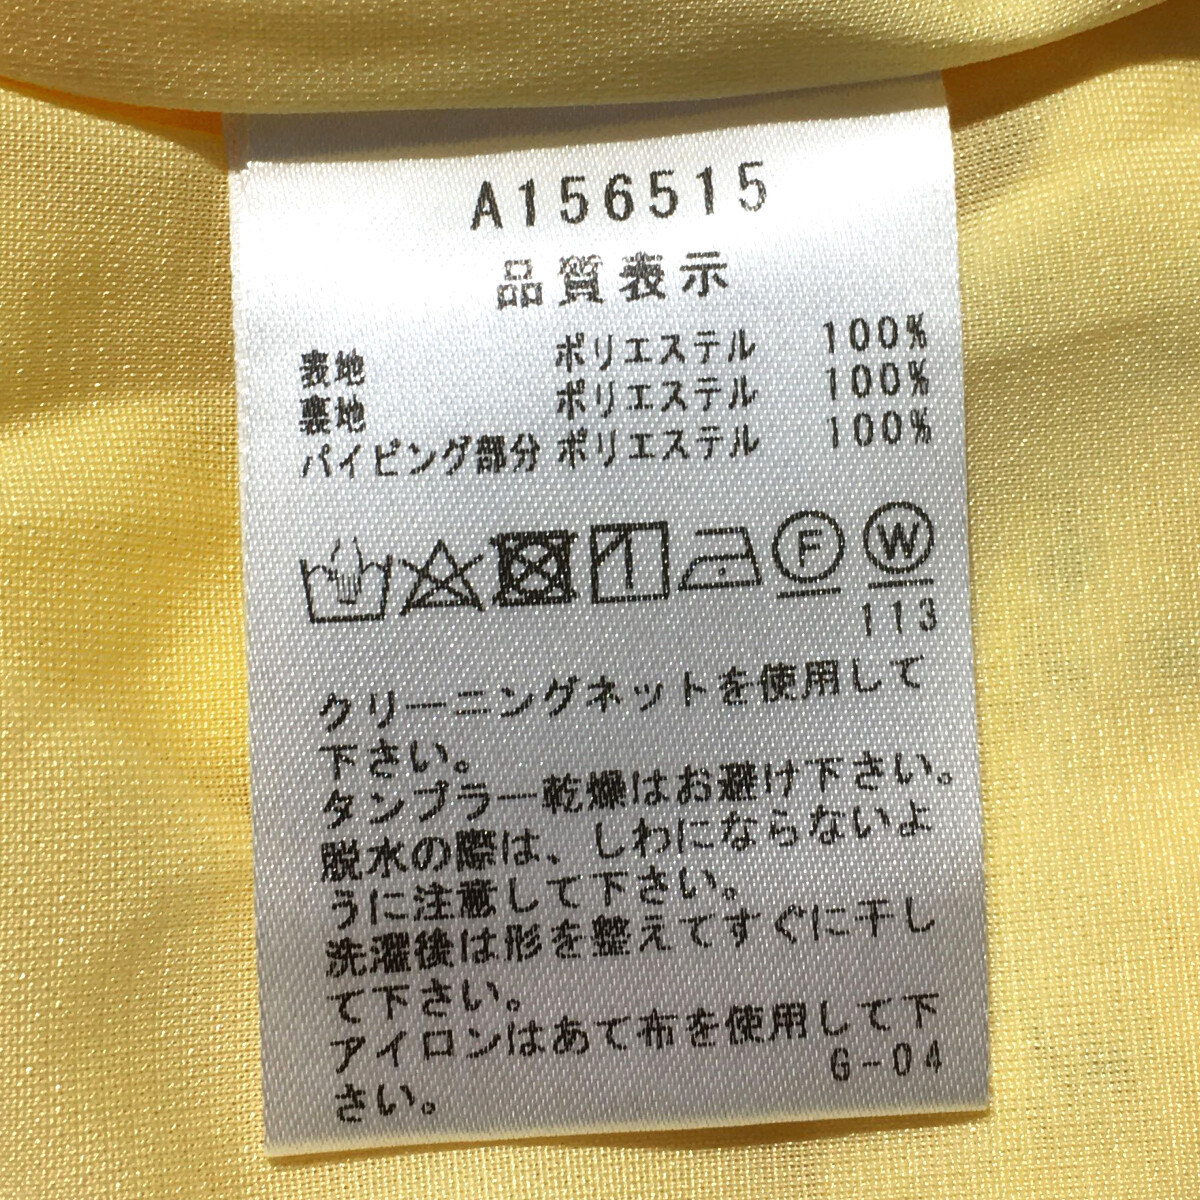 A156515
品質表示
表地 ポリエステル 100%
裏地 ポリエステル 100%
パイピング部分 ポリエステル 100%
F W
113
クリーニングネットを使用して
下さい。
タンブラー乾燥はお避け下さい。
脱水の際は、しわにならないよ
うに注意して下さい。
洗濯後は形を整えてすぐに干し
て下さい。
アイロンはあて布を使用して下
さい。
G-04